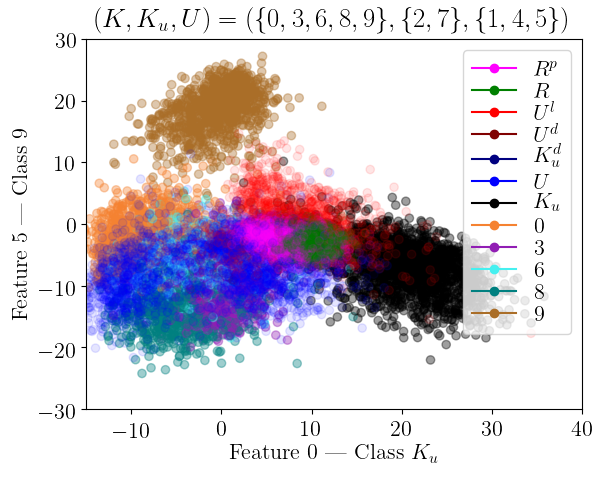 (K, K_u, U) = ({0, 3, 6, 8, 9}, {2, 7}, {1, 4, 5})
Feature 5 — Class 9
30
20
10
0
−10
−20
−30
R^p
R
U^l
U^d
K_u^d
U
K_u
0
3
6
8
9
−10 0 10 20 30 40
Feature 0 — Class K_u